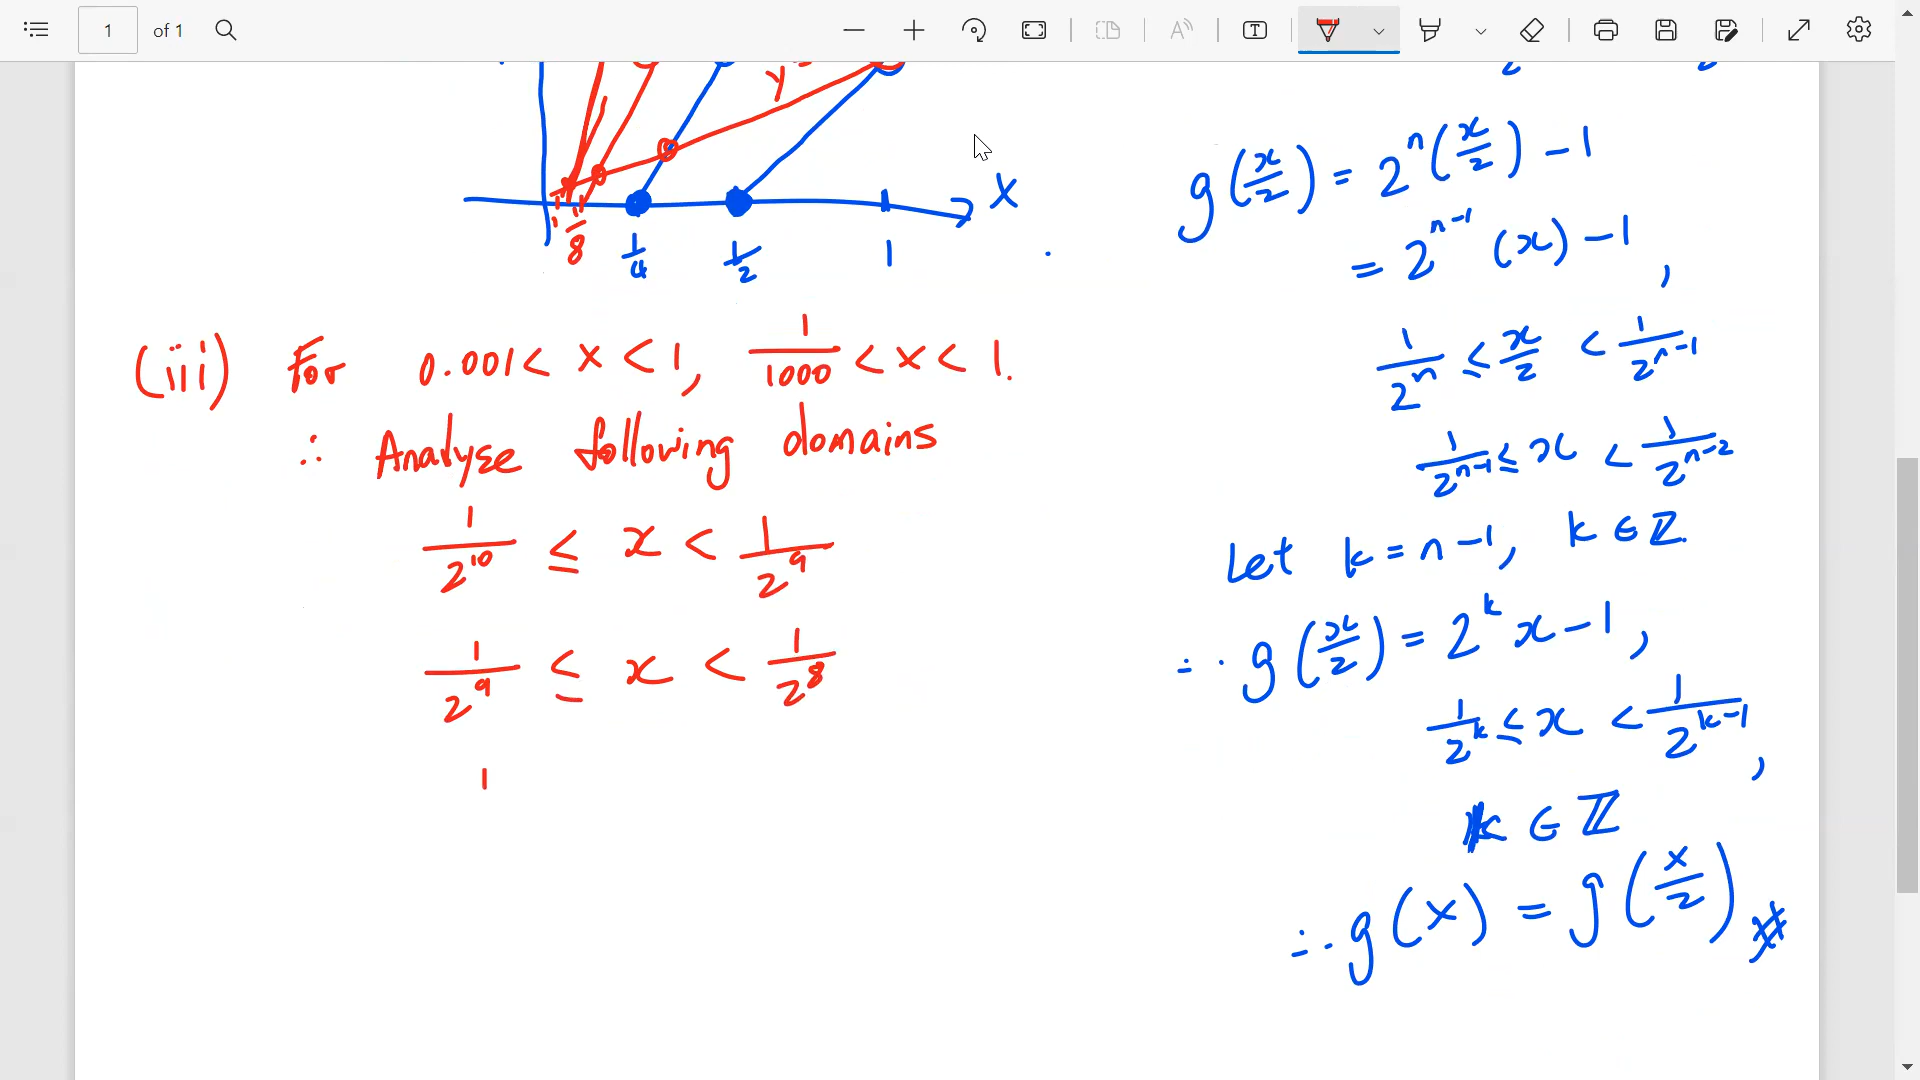 1 of 1
y
x
1/8 1/4 1/2 1
(iii) For 0.001 < x < 1, 1/1000 < x < 1.
∴ Analyse following domains
1/2^10 ≤ x < 1/2^9
1/2^9 ≤ x < 1/2^8
1
g(x/2) = 2^n(x/2) - 1
= 2^(n-1) (x) - 1,
1/2^n ≤ x/2 < 1/2^(n-1)
1/2^(n-1) ≤ x < 1/2^(n-2)
Let k = n-1, k ∈ ℤ.
∴ g(x/2) = 2^k x - 1,
1/2^k ≤ x < 1/2^(k-1),
k ∈ ℤ
∴ g(x) = g(x/2) #